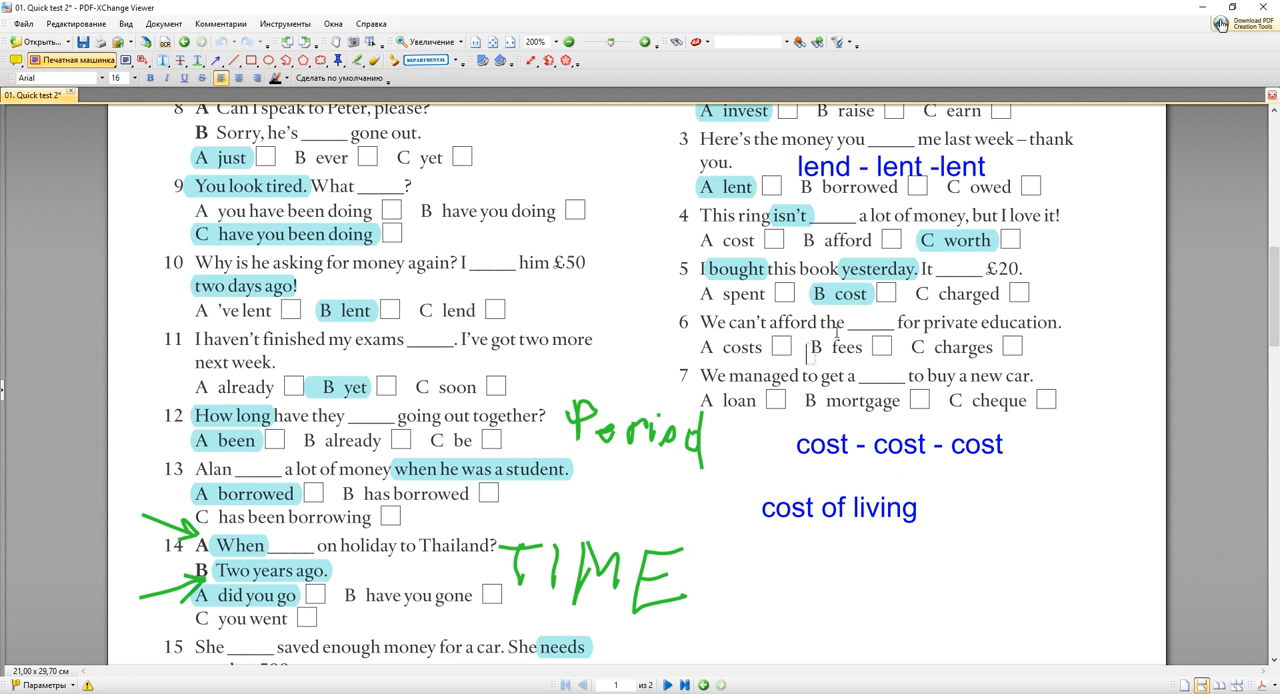 01. Quick test 2* - PDF-XChange Viewer
Файл Редактирование Вид Документ Комментарии Инструменты Окна Справка
Download PDF
Creation Tools
Открыть... OCR Увеличение 200%
Печатная машинка DEPARTMENTAL
Arial 16 B I U S Сделать по умолчанию
01. Quick test 2*
8 A Can I speak to Peter, please?
B Sorry, he's _____ gone out.
A just B ever C yet
9 You look tired. What _____?
A you have been doing B have you doing
C have you been doing
10 Why is he asking for money again? I _____ him £50
two days ago!
A 've lent B lent C lend
11 I haven't finished my exams _____. I've got two more
next week.
A already B yet C soon
12 How long have they _____ going out together?
A been B already C be
Period
13 Alan _____ a lot of money when he was a student.
A borrowed B has borrowed
C has been borrowing
14 A When _____ on holiday to Thailand?
B Two years ago.
A did you go B have you gone
C you went
TIME
15 She _____ saved enough money for a car. She needs
A invest B raise C earn
3 Here's the money you _____ me last week – thank
you.
lend - lent -lent
A lent B borrowed C owed
4 This ring isn't _____ a lot of money, but I love it!
A cost B afford C worth
5 I bought this book yesterday. It _____ £20.
A spent B cost C charged
6 We can't afford the _____ for private education.
A costs B fees C charges
7 We managed to get a _____ to buy a new car.
A loan B mortgage C cheque
cost - cost - cost
cost of living
21,00 x 29,70 см
Параметры 1 из 2